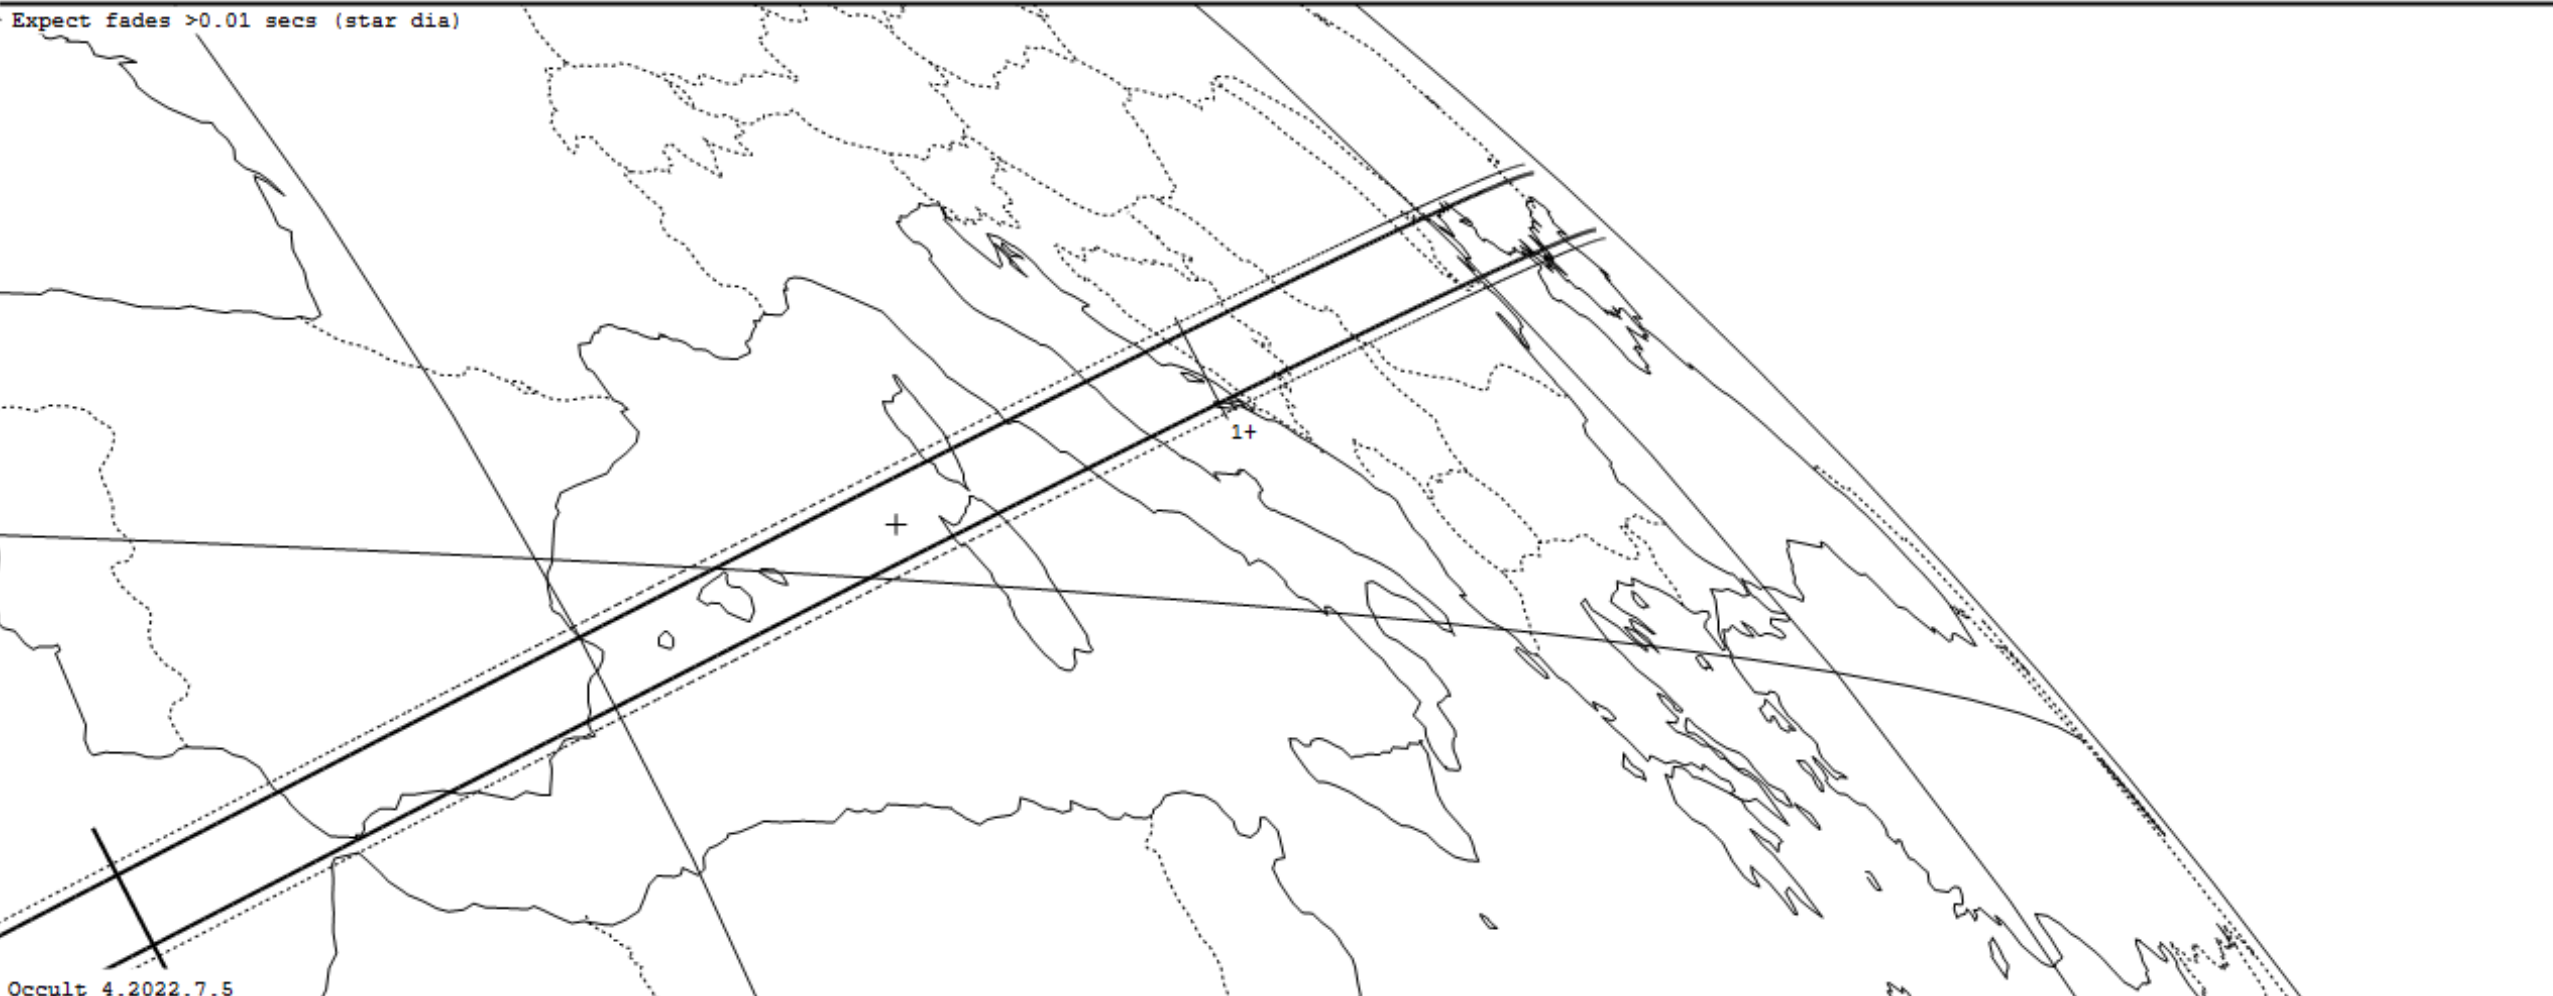 Expect fades >0.01 secs (star dia)
1+
Occult 4.2022.7.5